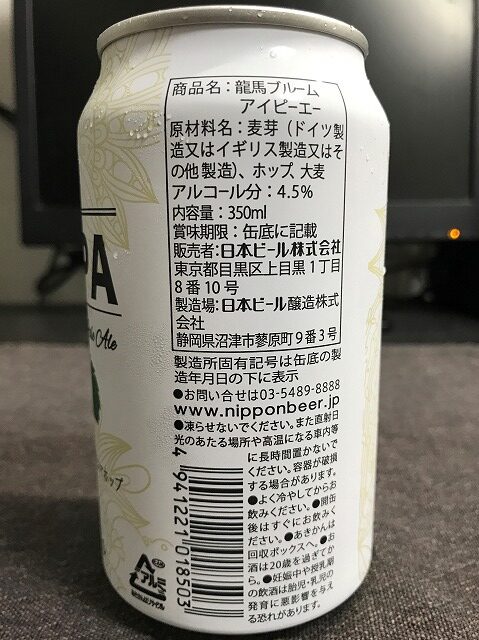 商品名：龍馬ブルーム
アイピーエー
原材料名：麦芽（ドイツ製
造又はイギリス製造又はそ
の他製造）、ホップ、大麦
アルコール分：4.5%
内容量：350ml
賞味期限：缶底に記載
販売者：日本ビール株式会社
東京都目黒区上目黒1丁目
8番10号
製造場：日本ビール醸造株式
会社
静岡県沼津市蓼原町9番3号
製造所固有記号は缶底の製
造年月日の下に表示
●お問い合せは03-5489-8888
www.nipponbeer.jp
●凍らせないでください。また直射日
光のあたる場所や高温になる車内等
に長時間置かないで
ください。容器が破損
する場合があります。
●よく冷やしてからお
飲みください。●開缶
後はすぐにお飲みく
ださい。●あきかんは
回収ボックスへ。●お
酒は20歳を過ぎてか
ら。●妊娠中や授乳期
の飲酒は胎児・乳児の
発育に悪影響を与え
る恐れがあります。
4941221018503
PA
Ale
ホップ
アルミ